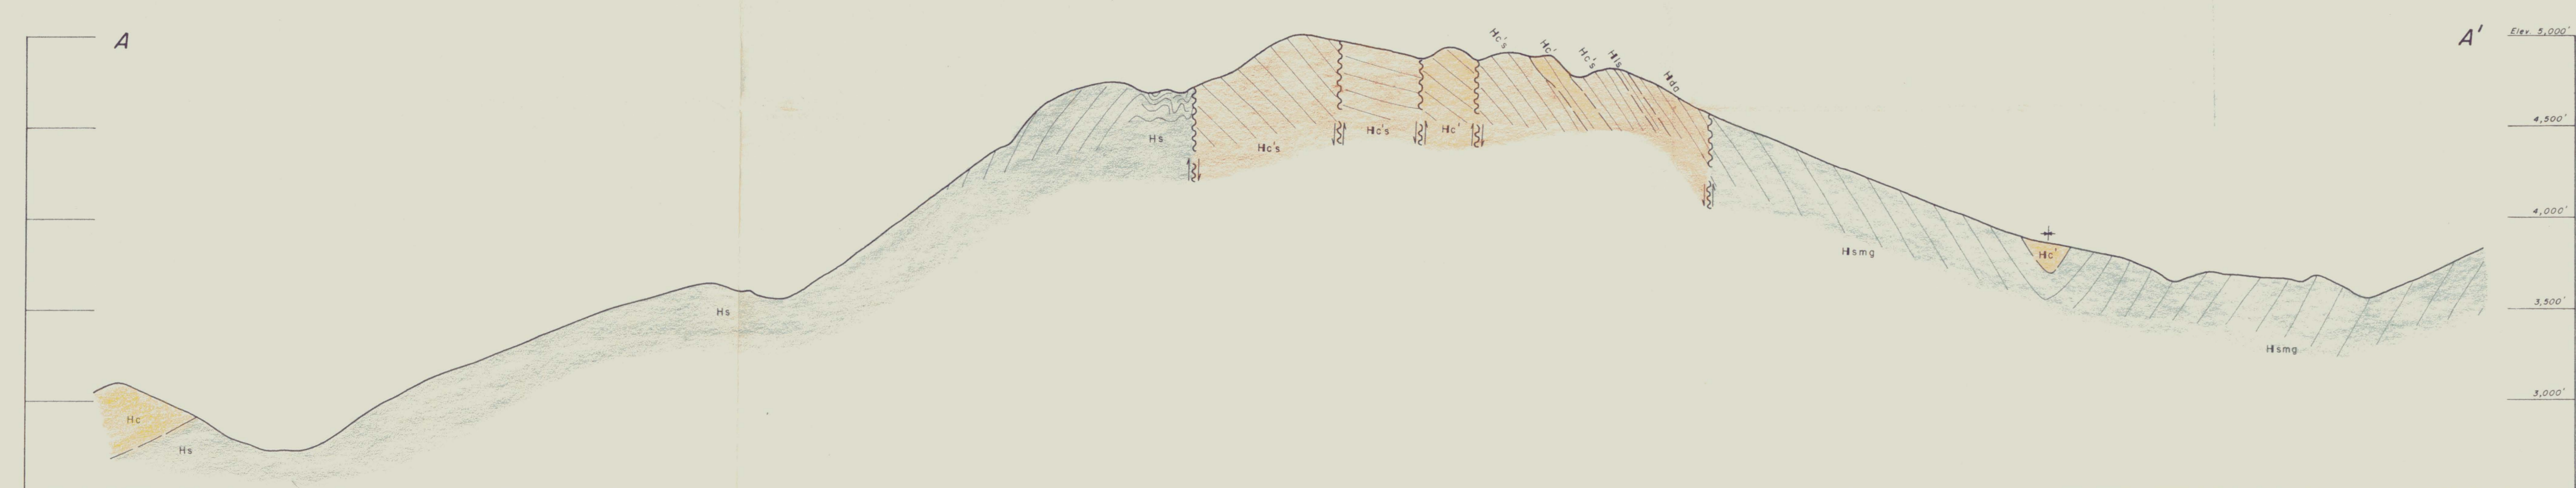 A
A'
Elev. 5,000'
4,500'
4,000'
3,500'
3,000'
Hc's
Hc'
Hc's
Hls
Hda
Hs
Hc's
Hc's
Hc'
Hsmg
Hc'
Hs
Hsmg
Hc
Hs